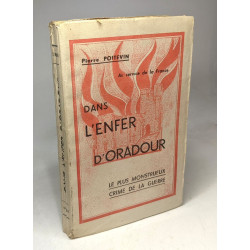 Pierre POITEVIN
Au service de la France
DANS
L'ENFER
D'ORADOUR
LE PLUS MONSTRUEUX
CRIME DE LA GUERRE